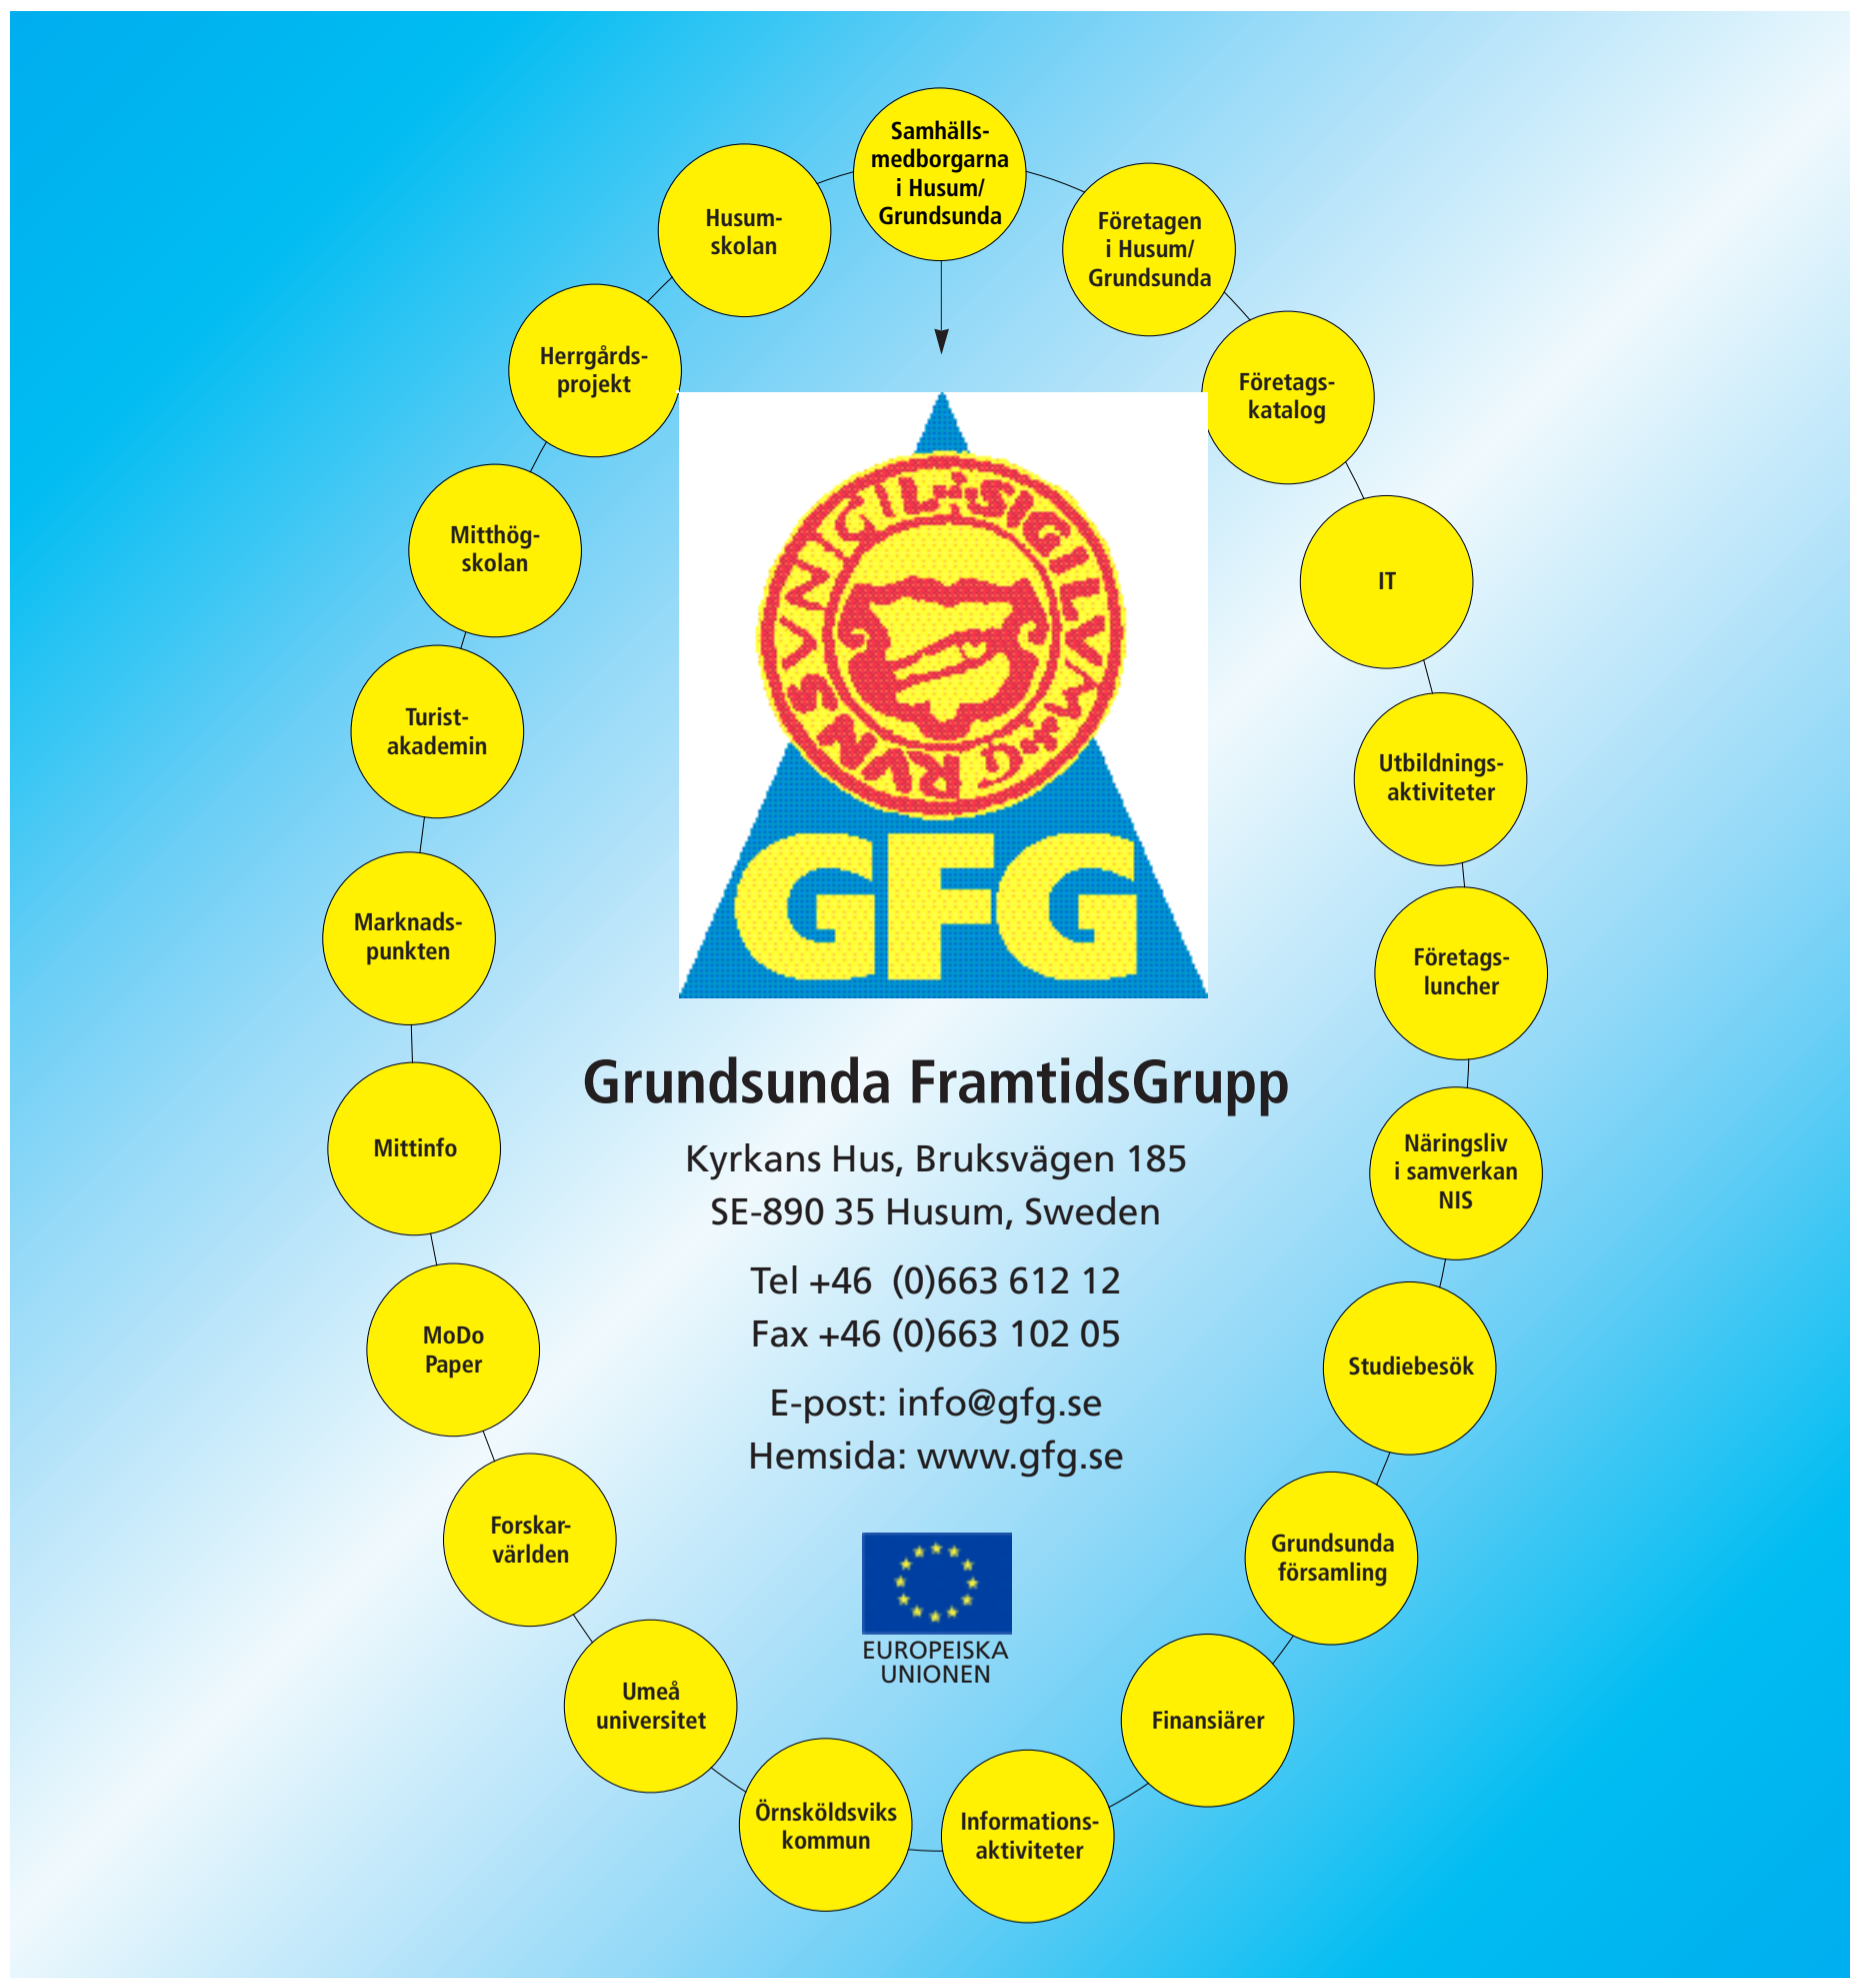 Samhälls-
medborgarna
i Husum/
Grundsunda
Företagen
i Husum/
Grundsunda
Företags-
katalog
IT
Utbildnings-
aktiviteter
Företags-
luncher
Näringsliv
i samverkan
NIS
Studiebesök
Grundsunda
församling
Finansiärer
Informations-
aktiviteter
Örnsköldsviks
kommun
Umeå
universitet
Forskar-
världen
MoDo
Paper
Mittinfo
Marknads-
punkten
Turist-
akademin
Mitthög-
skolan
Herrgårds-
projekt
Husum-
skolan
GFG
Grundsunda FramtidsGrupp
Kyrkans Hus, Bruksvägen 185
SE-890 35 Husum, Sweden
Tel +46  (0)663 612 12
Fax +46 (0)663 102 05
E-post: info@gfg.se
Hemsida: www.gfg.se
EUROPEISKA
UNIONEN